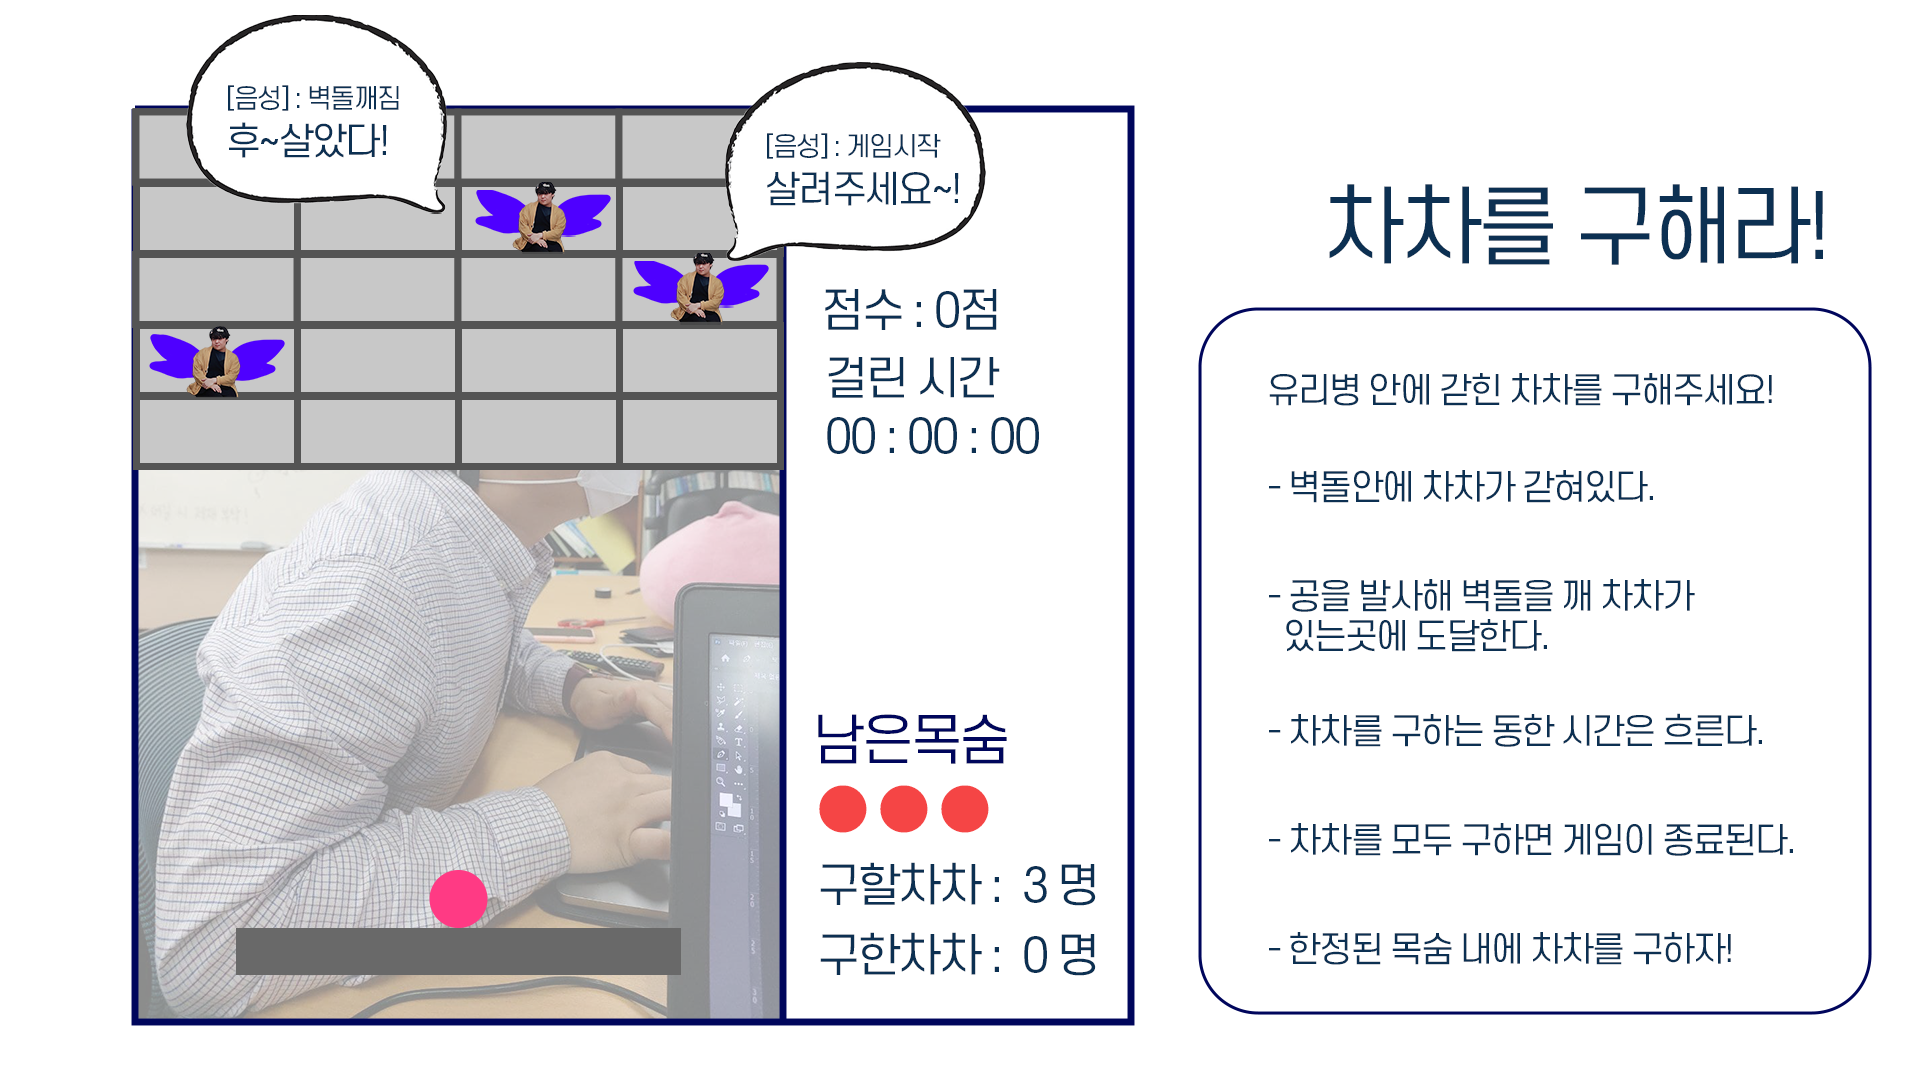 [음성] : 벽돌깨짐
후~살았다!
[음성] : 게임시작
살려주세요~!
점수 : 0점
걸린 시간
00 : 00 : 00
남은목숨
구할차차 : 3 명
구한차차 : 0 명
차차를 구해라!
유리병 안에 갇힌 차차를 구해주세요!
- 벽돌안에 차차가 갇혀있다.
- 공을 발사해 벽돌을 깨 차차가
있는곳에 도달한다.
- 차차를 구하는 동한 시간은 흐른다.
- 차차를 모두 구하면 게임이 종료된다.
- 한정된 목숨 내에 차차를 구하자!